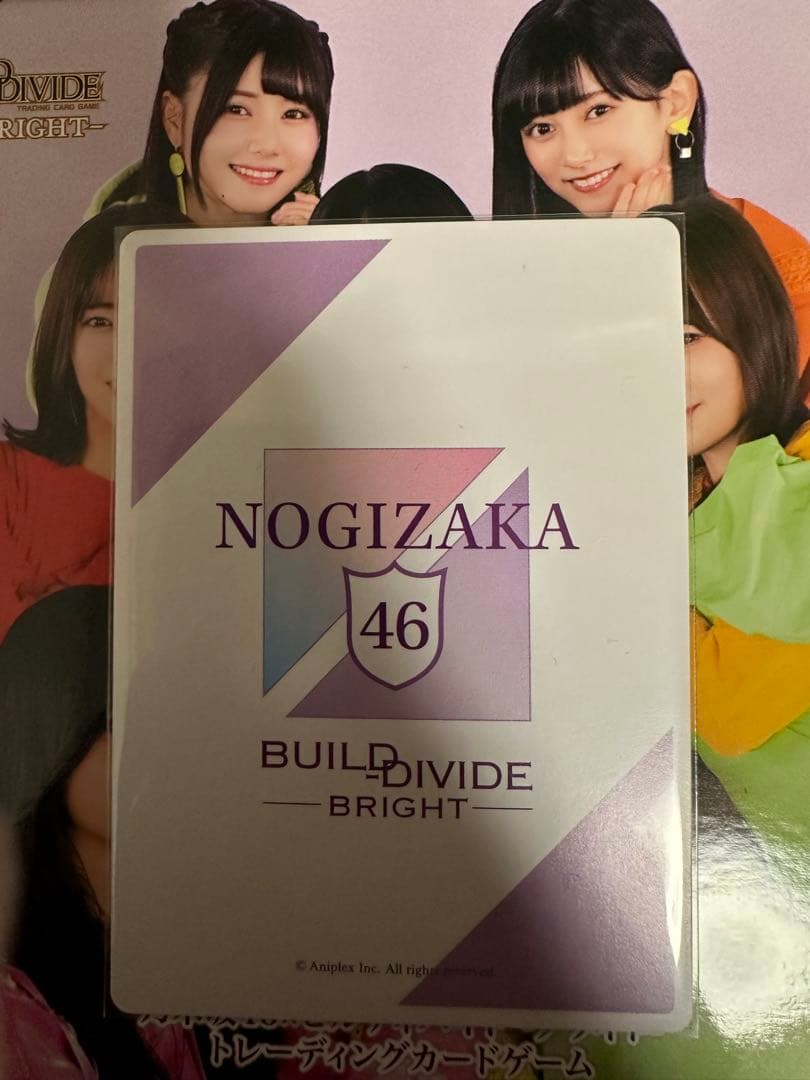 DIVIDE
TRADING CARD GAME
RIGHT-
NOGIZAKA
46
BUILD-DIVIDE
BRIGHT
© Aniplex Inc. All rights reserved.
トレーディングカードゲーム